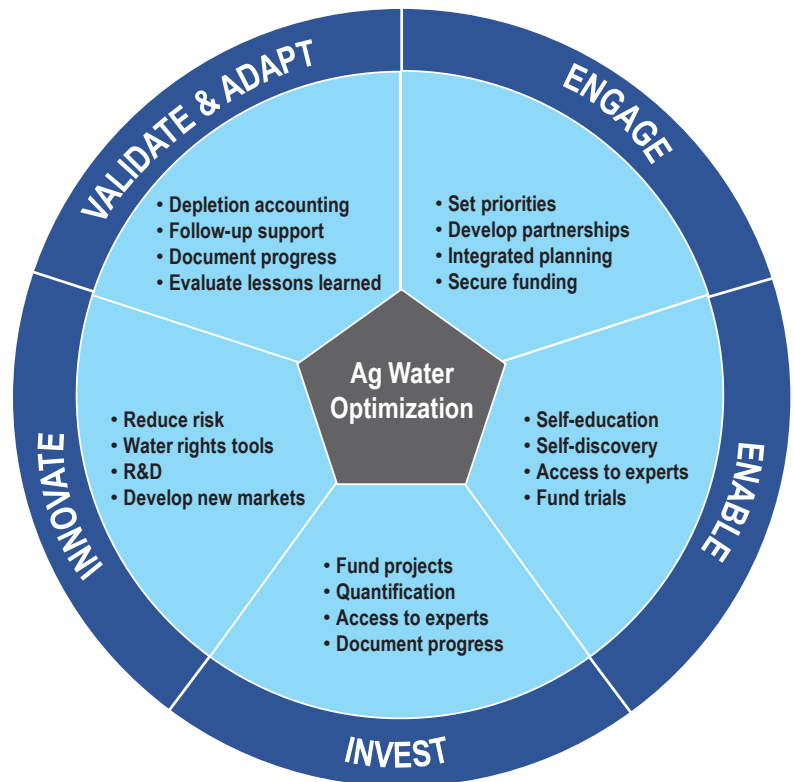 VALIDATE & ADAPT
• Depletion accounting
• Follow-up support
• Document progress
• Evaluate lessons learned
ENGAGE
• Set priorities
• Develop partnerships
• Integrated planning
• Secure funding
Ag Water
Optimization
INNOVATE
• Reduce risk
• Water rights tools
• R&D
• Develop new markets
ENABLE
• Self-education
• Self-discovery
• Access to experts
• Fund trials
• Fund projects
• Quantification
• Access to experts
• Document progress
INVEST